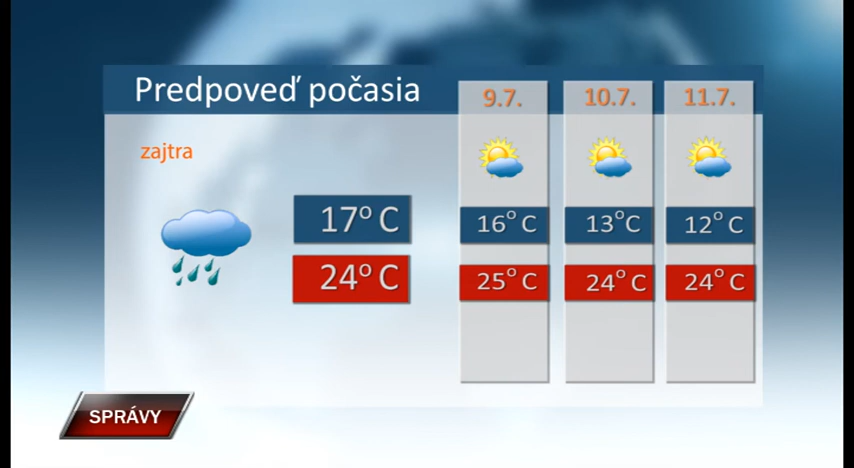 Predpoveď počasia
zajtra
17° C
24° C
9.7.
16° C
25° C
10.7.
13°C
24° C
11.7.
12° C
24° C
SPRÁVY